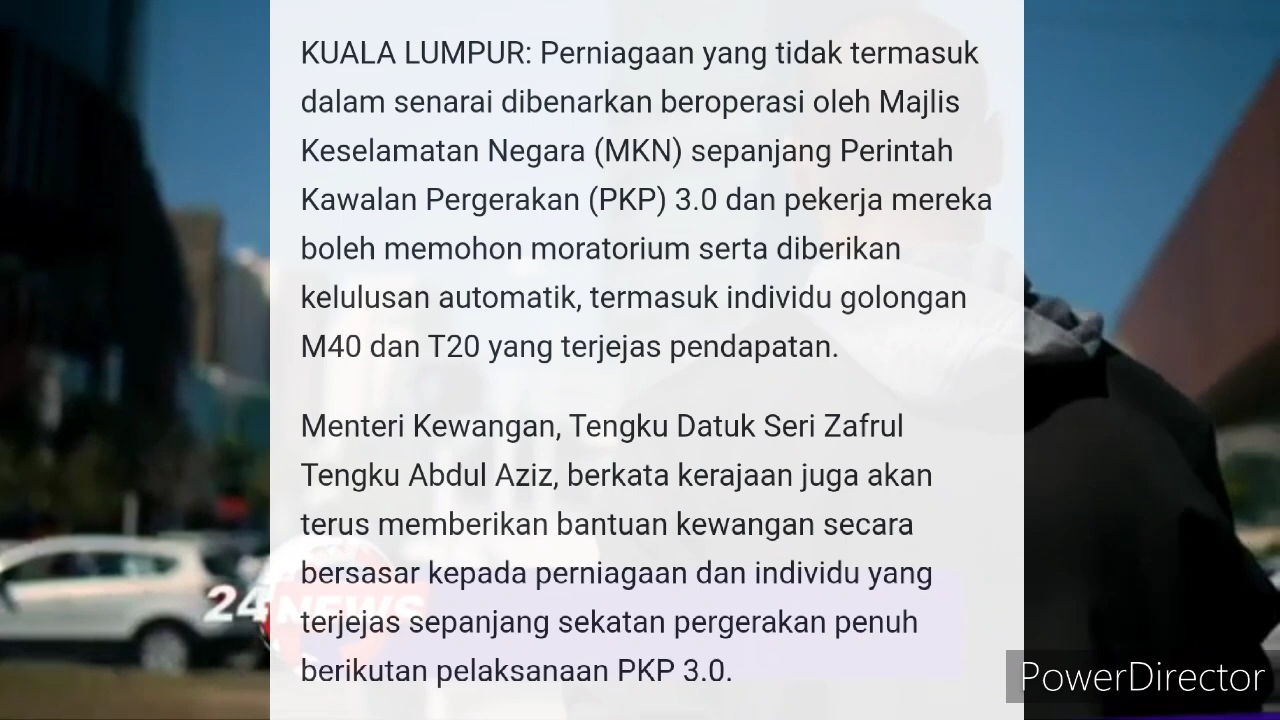 KUALA LUMPUR: Perniagaan yang tidak termasuk
dalam senarai dibenarkan beroperasi oleh Majlis
Keselamatan Negara (MKN) sepanjang Perintah
Kawalan Pergerakan (PKP) 3.0 dan pekerja mereka
boleh memohon moratorium serta diberikan
kelulusan automatik, termasuk individu golongan
M40 dan T20 yang terjejas pendapatan.
Menteri Kewangan, Tengku Datuk Seri Zafrul
Tengku Abdul Aziz, berkata kerajaan juga akan
terus memberikan bantuan kewangan secara
bersasar kepada perniagaan dan individu yang
terjejas sepanjang sekatan pergerakan penuh
berikutan pelaksanaan PKP 3.0.
24 NEWS
PowerDirector